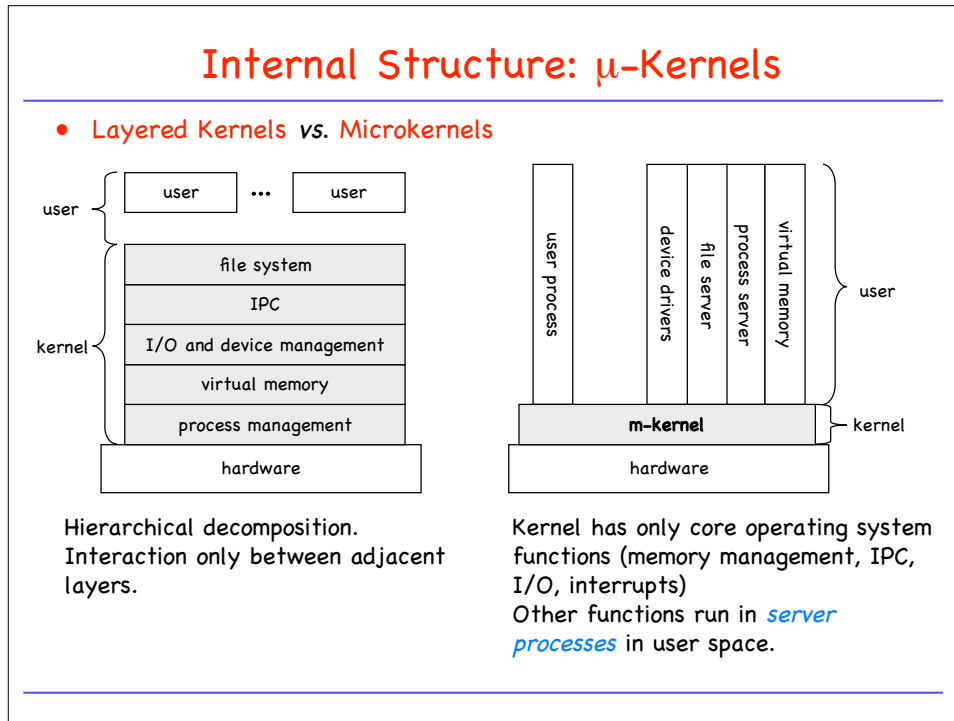 Internal Structure: μ-Kernels
• Layered Kernels vs. Microkernels
user
user
...
user
kernel
file system
IPC
I/O and device management
virtual memory
process management
hardware
user process
device drivers
file server
process server
virtual memory
user
m-kernel
kernel
hardware
Hierarchical decomposition.
Interaction only between adjacent
layers.
Kernel has only core operating system
functions (memory management, IPC,
I/O, interrupts)
Other functions run in server
processes in user space.